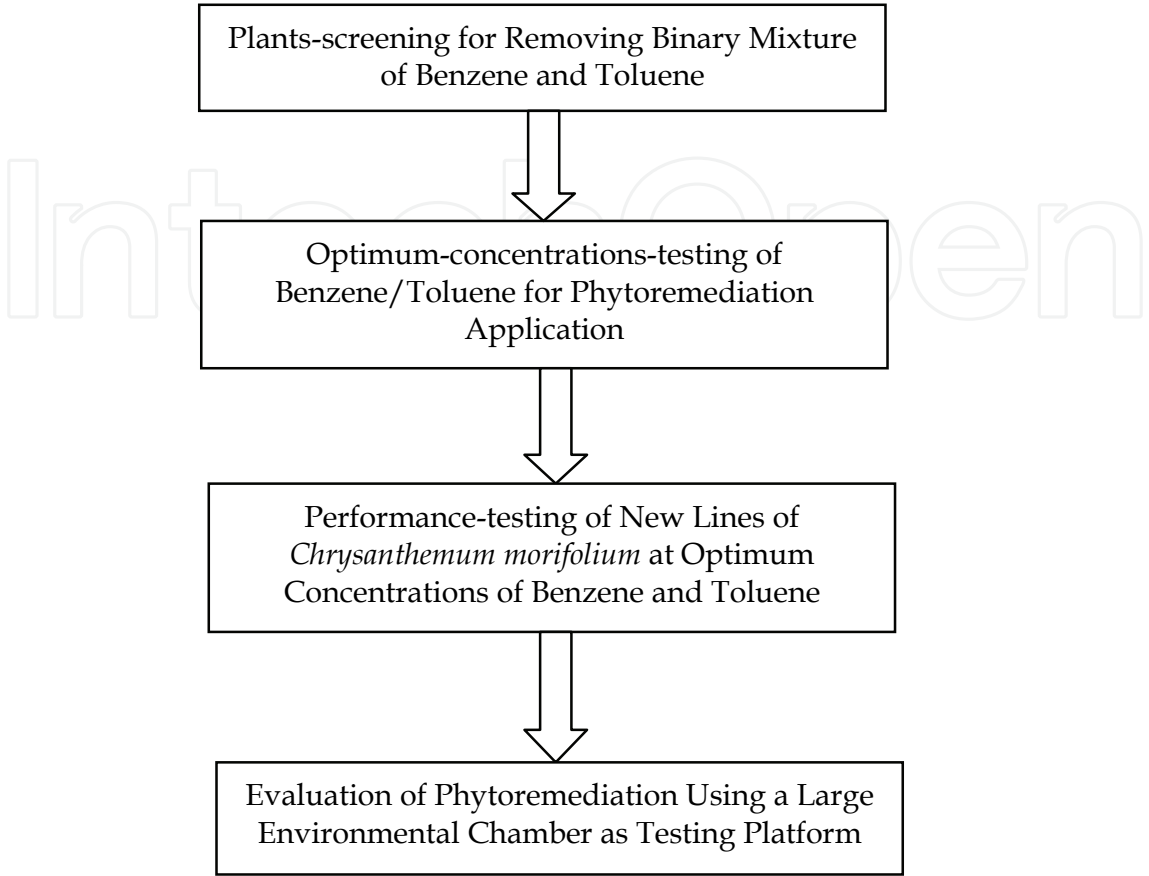 Plants-screening for Removing Binary Mixture
of Benzene and Toluene
IntechOpen
Optimum-concentrations-testing of
Benzene/Toluene for Phytoremediation
Application
Performance-testing of New Lines of
Chrysanthemum morifolium at Optimum
Concentrations of Benzene and Toluene
Evaluation of Phytoremediation Using a Large
Environmental Chamber as Testing Platform